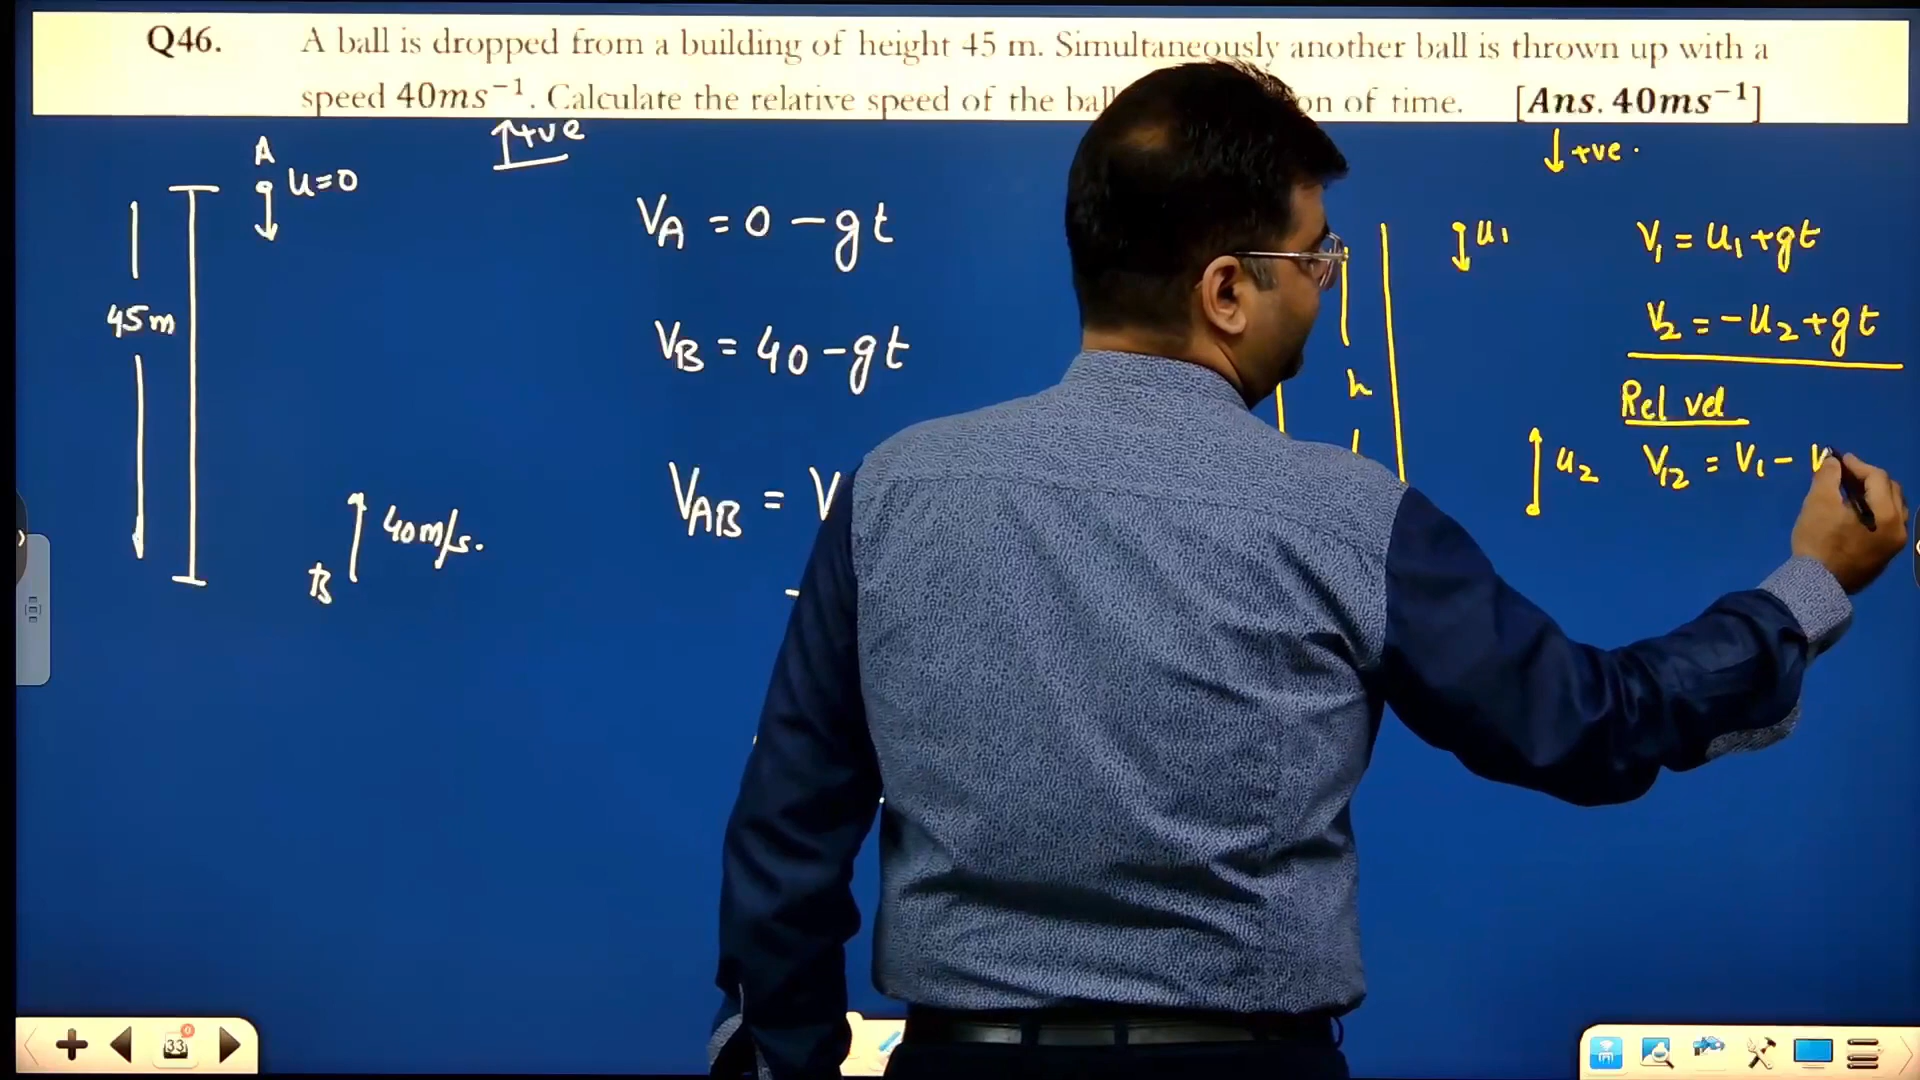 Q46. A ball is dropped from a building of height 45 m. Simultaneously another ball is thrown up with a
speed 40ms⁻¹. Calculate the relative speed of the of time. [Ans. 40ms⁻¹]
↑+ve
A
↓ u=0
45m
B ↑ 40m/s.
V_A = 0 - gt
V_B = 40 - gt
V_AB =
↓+ve.
↓u₁
h
↑u₂
V₁ = u₁+gt
V₂ = -u₂+gt
Rel vel
V₁₂ = V₁ -
33